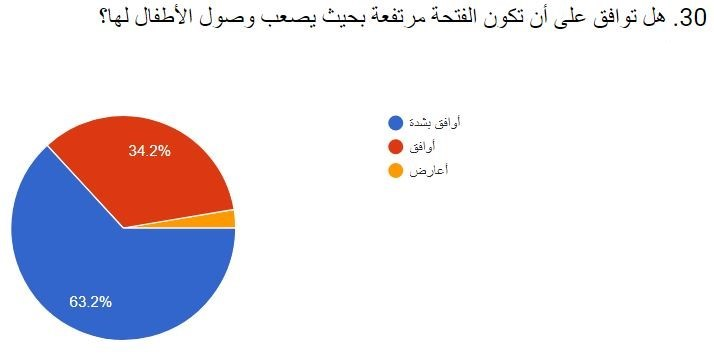 30. هل توافق على أن تكون الفتحة مرتفعة بحيث يصعب وصول الأطفال لها؟
أوافق بشدة
أوافق
أعارض
34.2%
63.2%